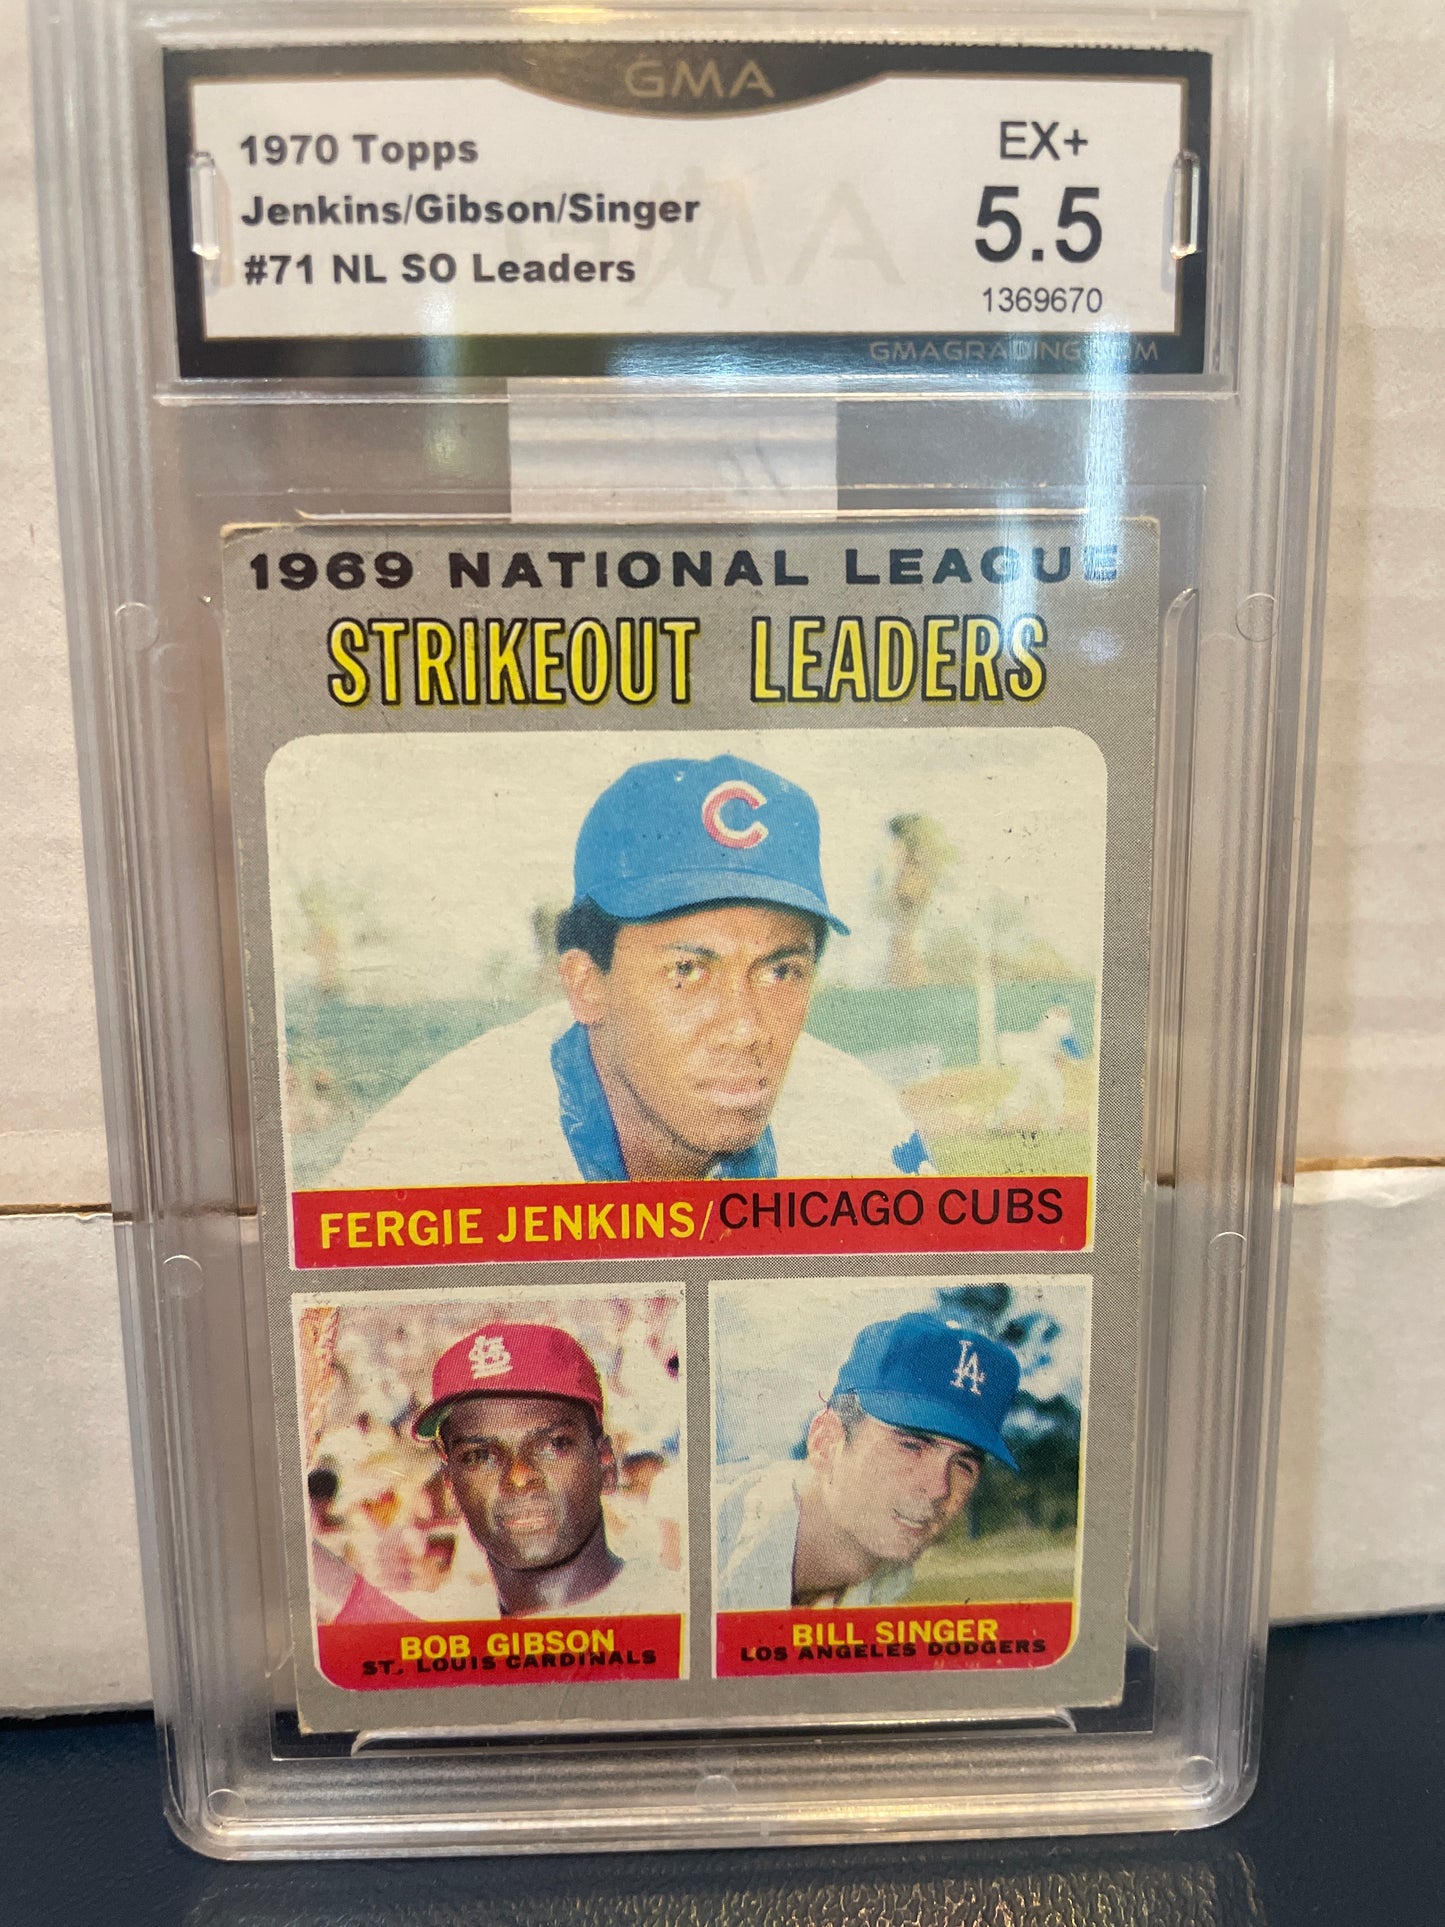 GMA
1970 Topps
Jenkins/Gibson/Singer
#71 NL SO Leaders
EX+
5.5
1369670
GMAGRADING.COM
1969 NATIONAL LEAGUE
STRIKEOUT LEADERS
C
FERGIE JENKINS/CHICAGO CUBS
STL
LA
BOB GIBSON
ST. LOUIS CARDINALS
BILL SINGER
LOS ANGELES DODGERS